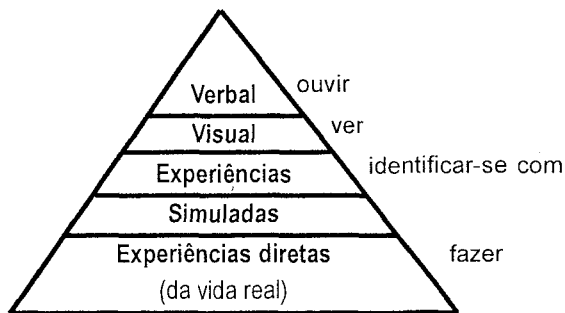 Verbal
ouvir
Visual
ver
Experiências
identificar-se com
Simuladas
Experiências diretas
fazer
(da vida real)